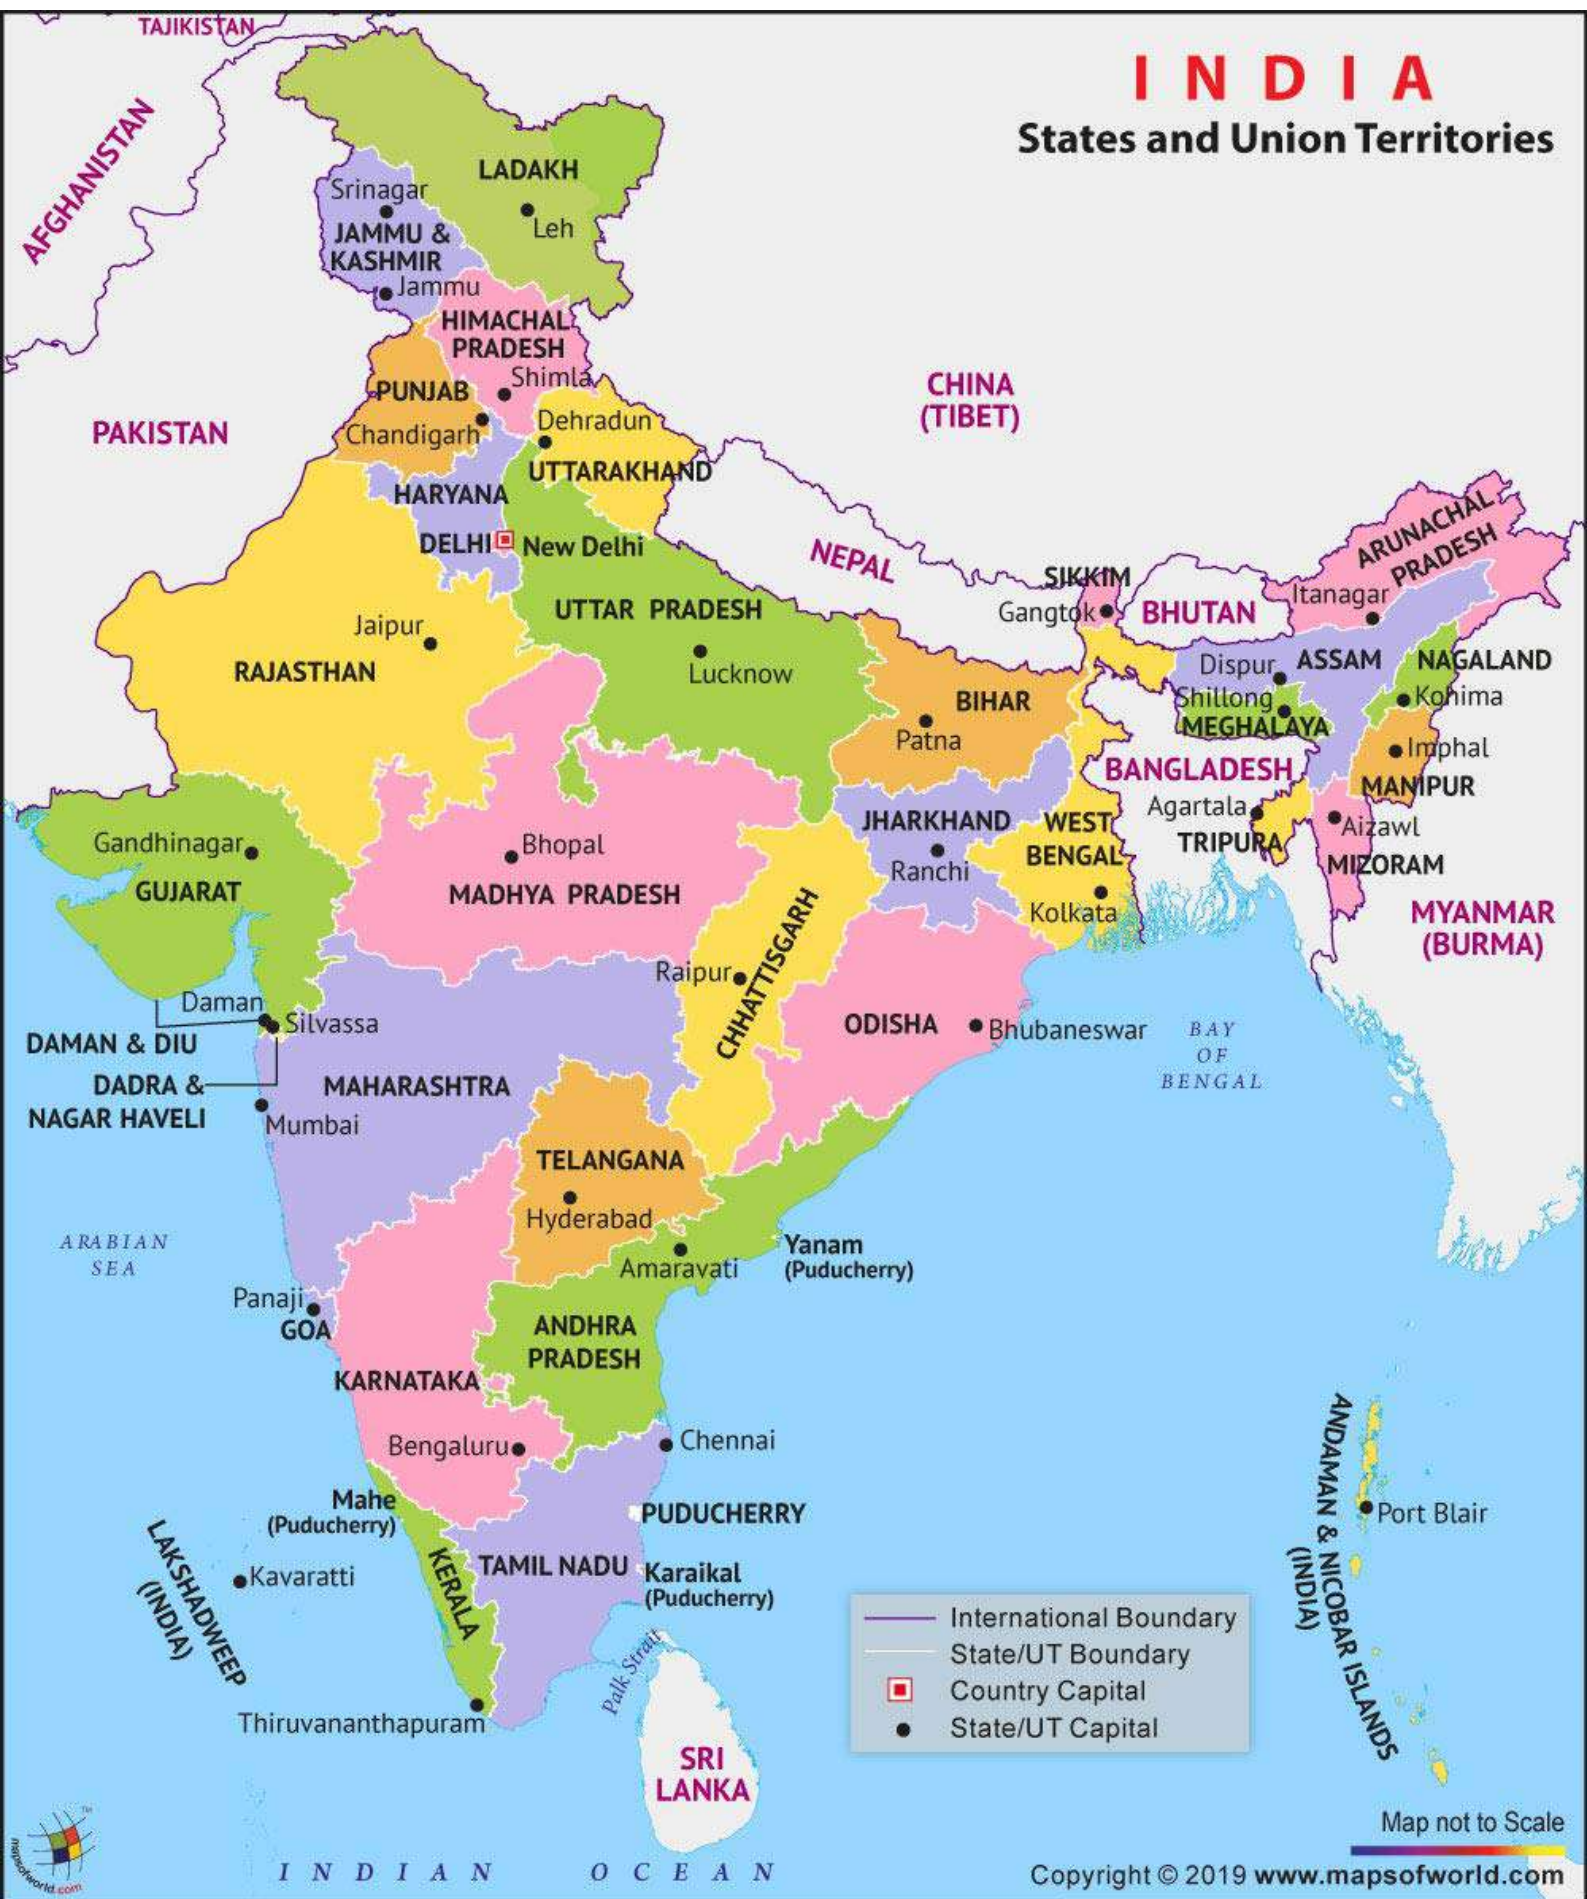 TAJIKISTAN
INDIA
States and Union Territories
AFGHANISTAN
LADAKH
Leh
Srinagar
JAMMU &
KASHMIR
Jammu
HIMACHAL
PRADESH
Shimla
PUNJAB
Chandigarh
Dehradun
UTTARAKHAND
CHINA
(TIBET)
PAKISTAN
HARYANA
DELHI
New Delhi
NEPAL
SIKKIM
Gangtok
BHUTAN
ARUNACHAL
PRADESH
Itanagar
UTTAR PRADESH
Lucknow
Jaipur
RAJASTHAN
BIHAR
Patna
Dispur
ASSAM
NAGALAND
Kohima
Shillong
MEGHALAYA
Imphal
MANIPUR
BANGLADESH
Agartala
TRIPURA
Aizawl
MIZORAM
JHARKHAND
Ranchi
WEST
BENGAL
Kolkata
Gandhinagar
GUJARAT
Bhopal
MADHYA PRADESH
CHHATTISGARH
Raipur
MYANMAR
(BURMA)
Daman
Silvassa
DAMAN & DIU
DADRA &
NAGAR HAVELI
ODISHA
Bhubaneswar
BAY
OF
BENGAL
MAHARASHTRA
Mumbai
TELANGANA
Hyderabad
ARABIAN
SEA
Amaravati
Yanam
(Puducherry)
Panaji
GOA
ANDHRA
PRADESH
KARNATAKA
Bengaluru
Chennai
Mahe
(Puducherry)
PUDUCHERRY
LAKSHADWEEP
(INDIA)
Kavaratti
KERALA
TAMIL NADU
Karaikal
(Puducherry)
ANDAMAN & NICOBAR ISLANDS
(INDIA)
Port Blair
Palk Strait
Thiruvananthapuram
SRI
LANKA
International Boundary
State/UT Boundary
Country Capital
State/UT Capital
INDIAN OCEAN
mapsofworld.com
TM
Map not to Scale
Copyright © 2019 www.mapsofworld.com